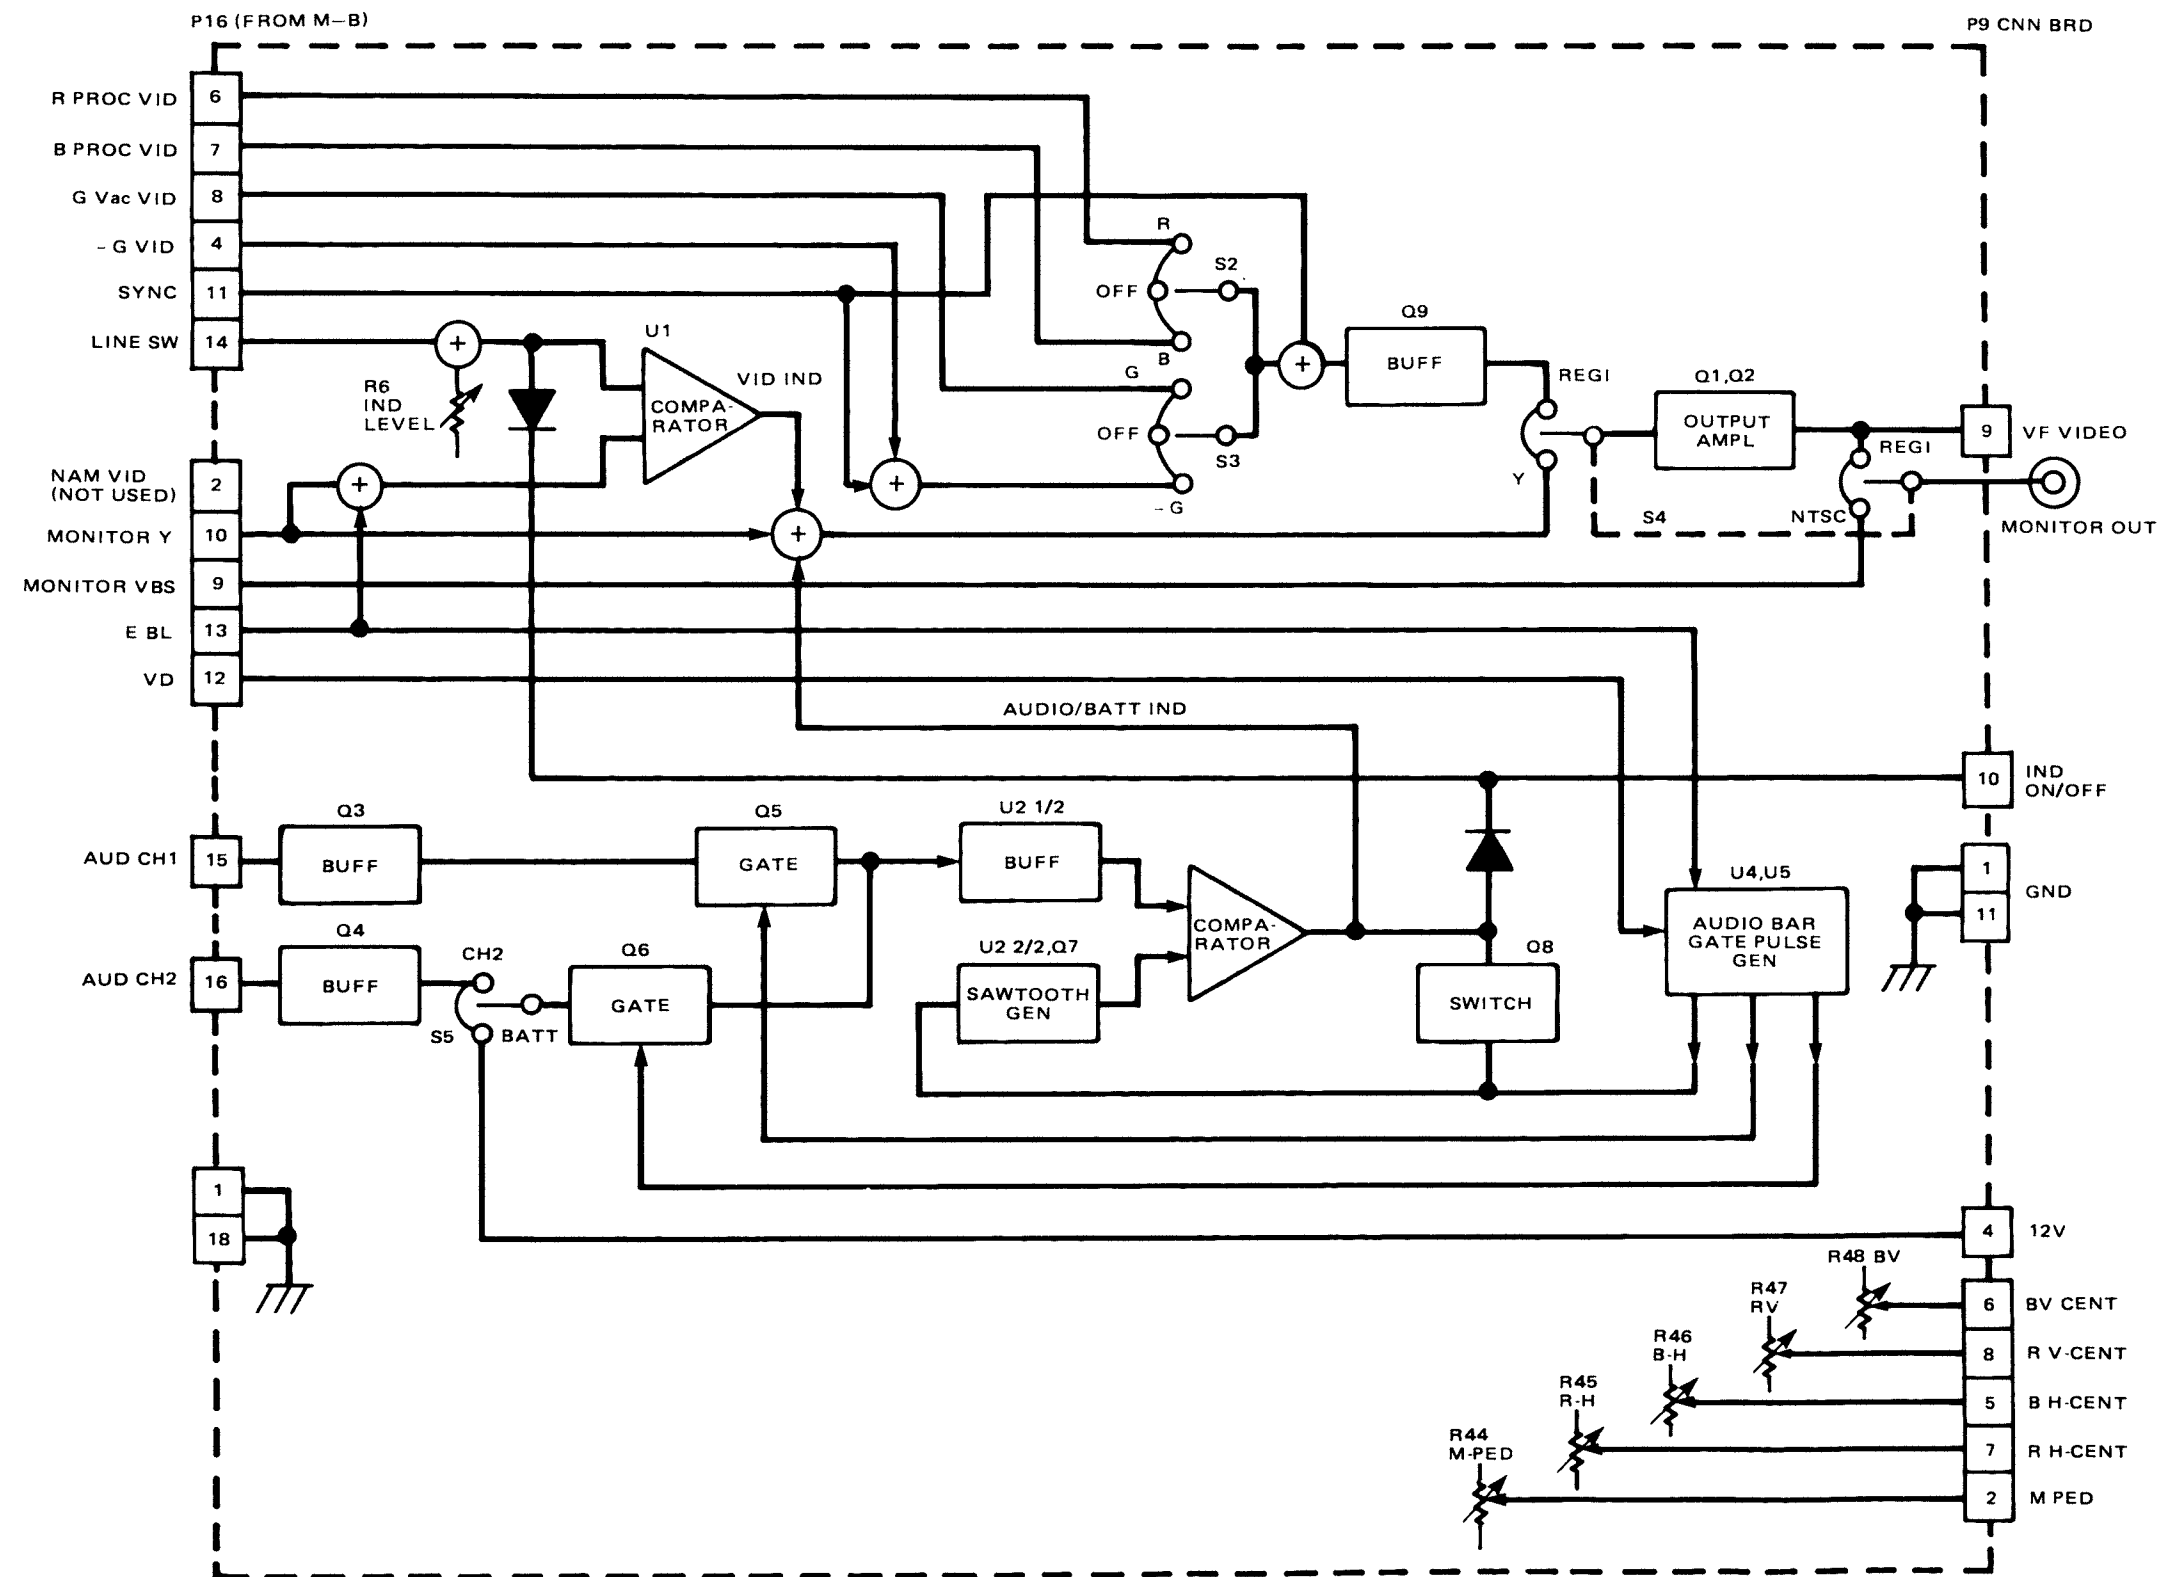 P16 (FROM M–B)
P9 CNN BRD
R PROC VID
6
B PROC VID
7
G Vac VID
8
– G VID
4
SYNC
11
LINE SW
14
R
OFF
S2
B
G
OFF
S3
– G
+
Q9
BUFF
REGI
Y
Q1,Q2
OUTPUT
AMPL
REGI
9
VF VIDEO
S4
NTSC
MONITOR OUT
+
R6
IND
LEVEL
U1
COMPA-
RATOR
VID IND
+
+
+
NAM VID
(NOT USED)
2
MONITOR Y
10
MONITOR VBS
9
E BL
13
VD
12
AUDIO/BATT IND
10
IND
ON/OFF
AUD CH1
15
Q3
BUFF
Q5
GATE
U2 1/2
BUFF
COMPA-
RATOR
U4,U5
AUDIO BAR
GATE PULSE
GEN
1
GND
11
AUD CH2
16
Q4
BUFF
CH2
S5
BATT
Q6
GATE
U2 2/2,Q7
SAWTOOTH
GEN
Q8
SWITCH
1
18
4
12V
R48 BV
6
BV CENT
R47
RV
8
R V-CENT
R46
B-H
5
B H-CENT
R45
R-H
7
R H-CENT
R44
M-PED
2
M PED